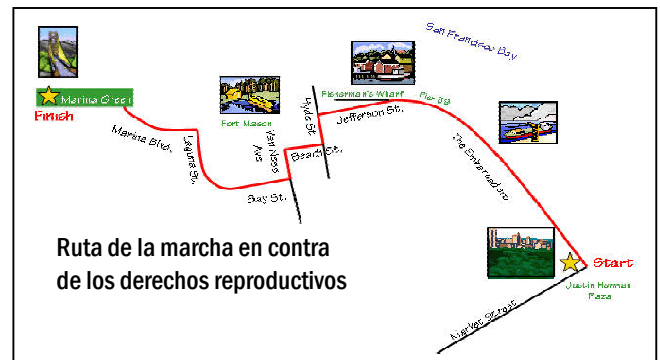 San Francisco Bay
Marina Green
Finish
Fort Mason
Fisherman's Wharf
Pier 39
Hyde St.
Jefferson St.
Marina Blvd.
Laguna St.
Van Ness
Ave
Beach St.
Bay St.
The Embarcadero
Start
Justin Herman
Plaza
Market Street
Ruta de la marcha en contra
de los derechos reproductivos